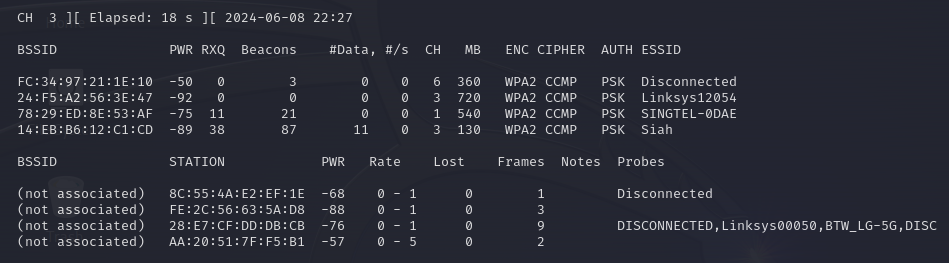 CH 3 ][ Elapsed: 18 s ][ 2024-06-08 22:27
BSSID PWR RXQ Beacons #Data, #/s CH MB ENC CIPHER AUTH ESSID
FC:34:97:21:1E:10 -50 0 3 0 0 6 360 WPA2 CCMP PSK Disconnected
24:F5:A2:56:3E:47 -92 0 0 0 0 3 720 WPA2 CCMP PSK Linksys12054
78:29:ED:8E:53:AF -75 11 21 0 0 1 540 WPA2 CCMP PSK SINGTEL-0DAE
14:EB:B6:12:C1:CD -89 38 87 11 0 3 130 WPA2 CCMP PSK Siah
BSSID STATION PWR Rate Lost Frames Notes Probes
(not associated) 8C:55:4A:E2:EF:1E -68 0 - 1 0 1 Disconnected
(not associated) FE:2C:56:63:5A:D8 -88 0 - 1 0 3
(not associated) 28:E7:CF:DD:DB:CB -76 0 - 1 0 9 DISCONNECTED,Linksys00050,BTW_LG-5G,DISC
(not associated) AA:20:51:7F:F5:B1 -57 0 - 5 0 2